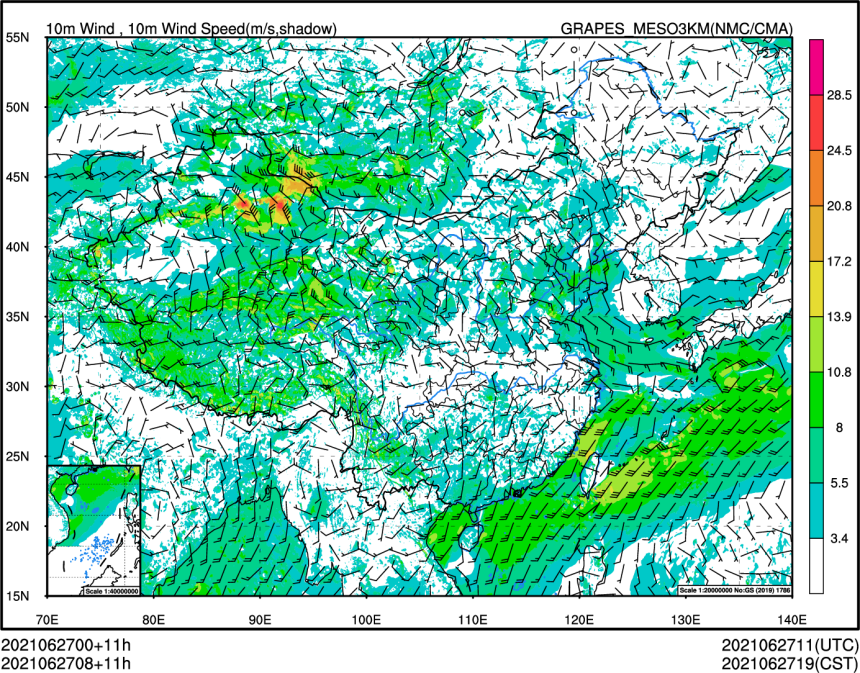 10m Wind , 10m Wind Speed(m/s,shadow) GRAPES_MESO3KM(NMC/CMA)
55N
50N
45N
40N
35N
30N
25N
20N
15N
28.5
24.5
20.8
17.2
13.9
10.8
8
5.5
3.4
Scale 1:40000000
Scale 1:20000000 No:GS (2019) 1786
70E 80E 90E 100E 110E 120E 130E 140E
2021062700+11h 2021062711(UTC)
2021062708+11h 2021062719(CST)